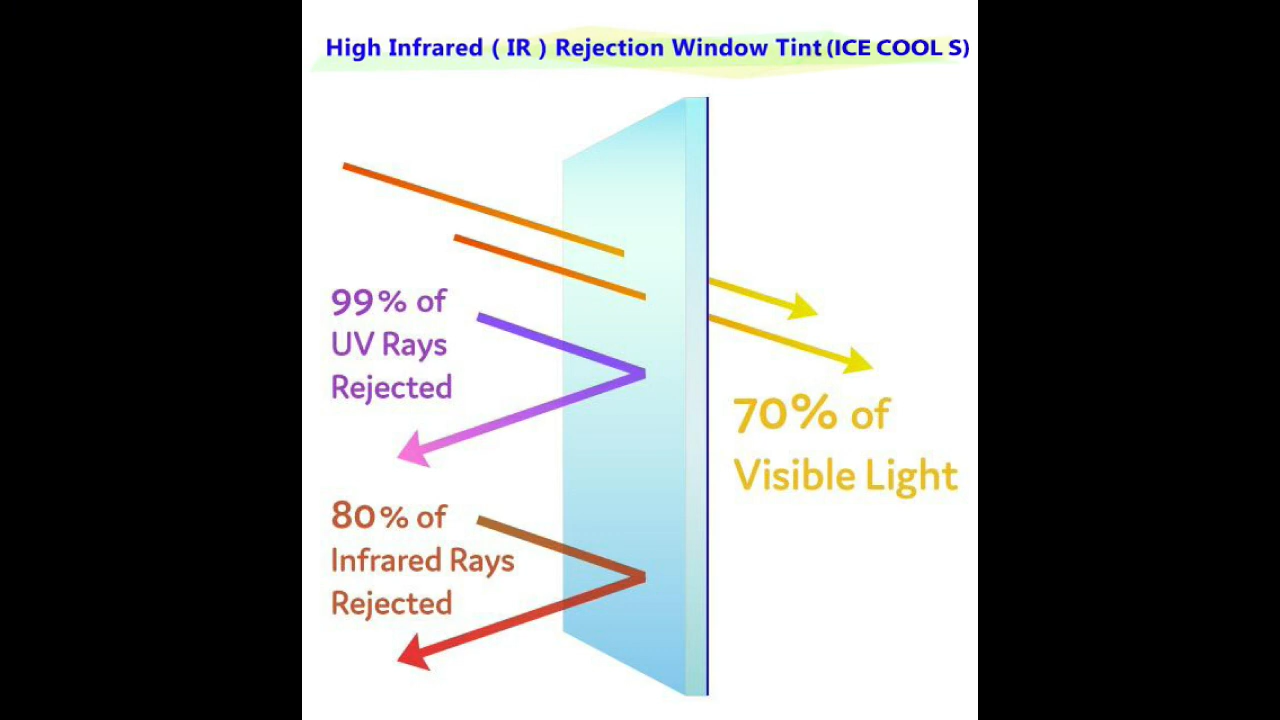 High Infrared ( IR ) Rejection Window Tint (ICE COOL S)
99% of
UV Rays
Rejected
70% of
Visible Light
80% of
Infrared Rays
Rejected